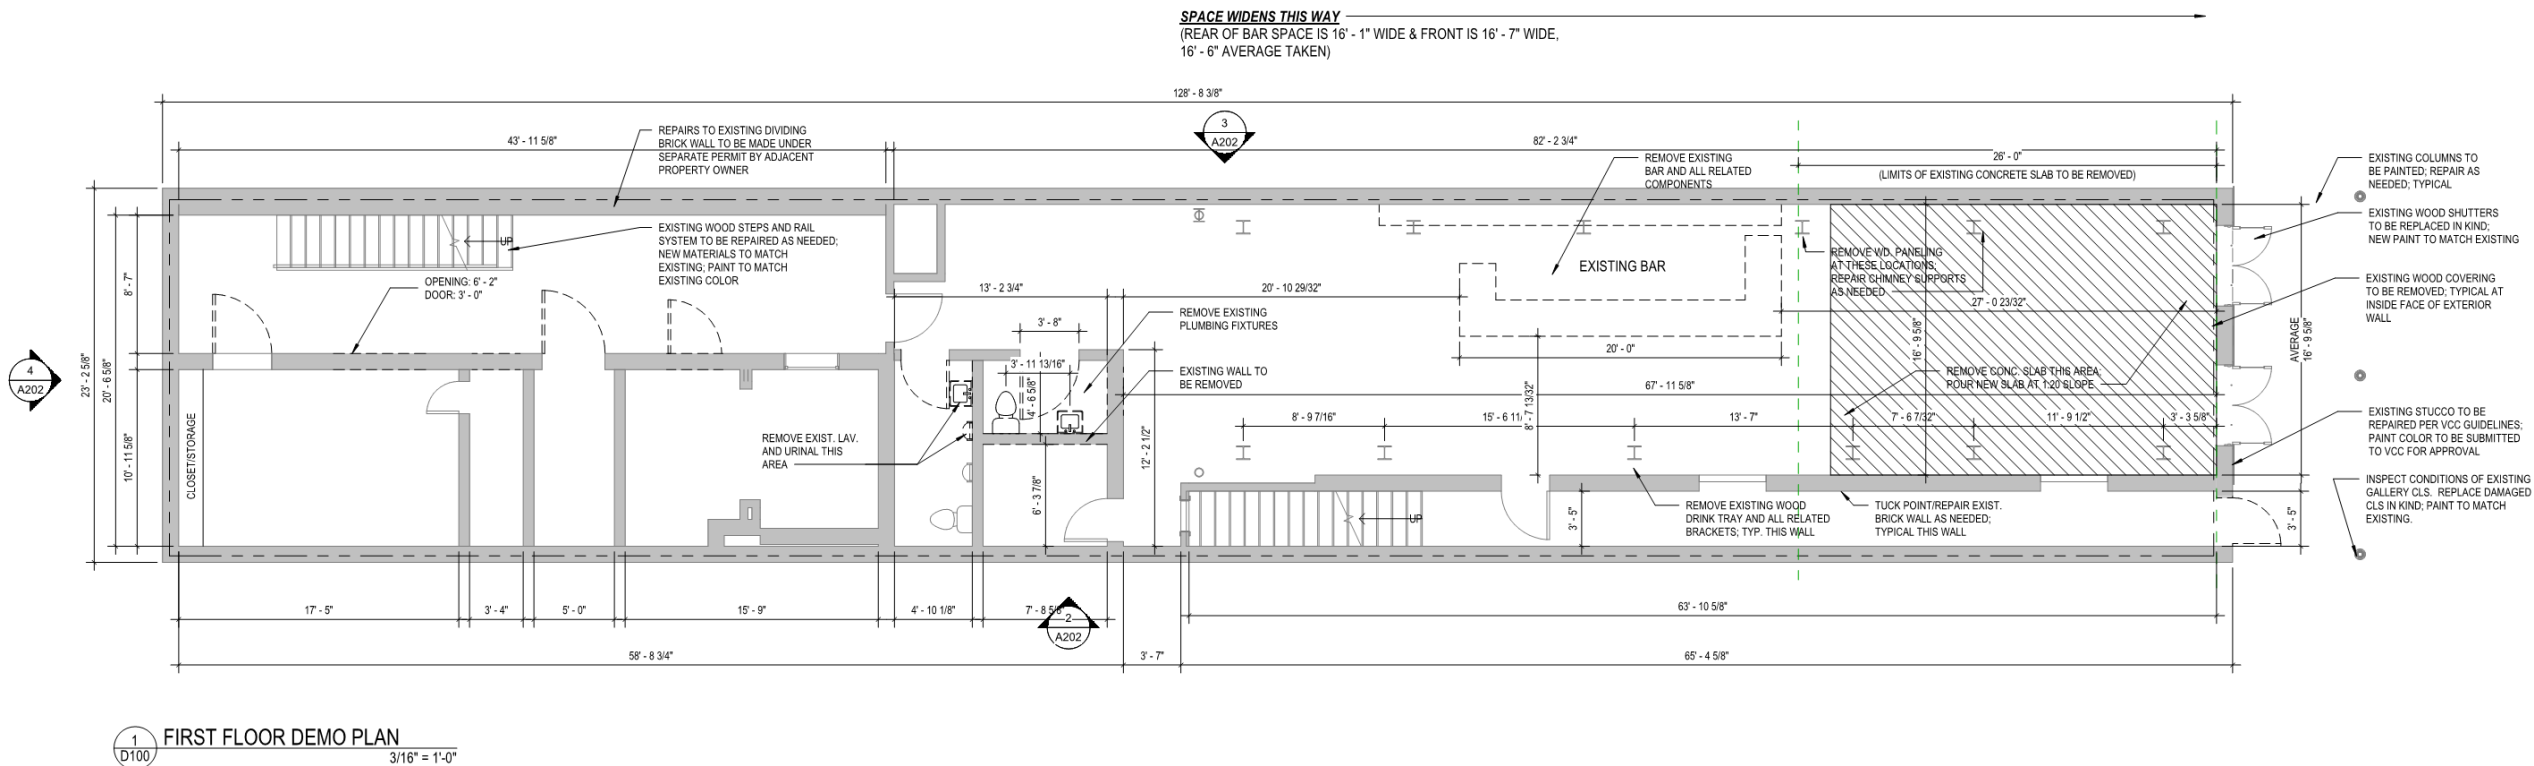 SPACE WIDENS THIS WAY
(REAR OF BAR SPACE IS 16' - 1" WIDE & FRONT IS 16' - 7" WIDE,
16' - 6" AVERAGE TAKEN)
128' - 8 3/8"
3
A202
43' - 11 5/8"
82' - 2 3/4"
26' - 0"
(LIMITS OF EXISTING CONCRETE SLAB TO BE REMOVED)
REPAIRS TO EXISTING DIVIDING
BRICK WALL TO BE MADE UNDER
SEPARATE PERMIT BY ADJACENT
PROPERTY OWNER
REMOVE EXISTING
BAR AND ALL RELATED
COMPONENTS
EXISTING COLUMNS TO
BE PAINTED; REPAIR AS
NEEDED; TYPICAL
EXISTING WOOD SHUTTERS
TO BE REPLACED IN KIND;
NEW PAINT TO MATCH EXISTING
UP
EXISTING WOOD STEPS AND RAIL
SYSTEM TO BE REPAIRED AS NEEDED;
NEW MATERIALS TO MATCH
EXISTING; PAINT TO MATCH
EXISTING COLOR
OPENING: 6' - 2"
DOOR: 3' - 0"
EXISTING BAR
REMOVE WD. PANELING
AT THESE LOCATIONS;
REPAIR CHIMNEY SUPPORTS
AS NEEDED
27' - 0 23/32"
EXISTING WOOD COVERING
TO BE REMOVED; TYPICAL AT
INSIDE FACE OF EXTERIOR
WALL
8' - 7"
13' - 2 3/4"
20' - 10 29/32"
REMOVE EXISTING
PLUMBING FIXTURES
3' - 8"
3' - 11 13/16"
4' - 6 5/8"
20' - 0"
16' - 9 5/8"
AVERAGE
16' - 9 5/8"
4
A202
23' - 2 5/8"
20' - 6 5/8"
EXISTING WALL TO
BE REMOVED
REMOVE CONC. SLAB THIS AREA;
POUR NEW SLAB AT 1:20 SLOPE
67' - 11 5/8"
8' - 7 13/32"
8' - 9 7/16"
15' - 6 11/
13' - 7"
7' - 6 7/32"
11' - 9 1/2"
3' - 3 5/8"
EXISTING STUCCO TO BE
REPAIRED PER VCC GUIDELINES;
PAINT COLOR TO BE SUBMITTED
TO VCC FOR APPROVAL
CLOSET/STORAGE
10' - 11 5/8"
REMOVE EXIST. LAV.
AND URINAL THIS
AREA
12' - 2 1/2"
6' - 3 7/8"
UP
3' - 5"
REMOVE EXISTING WOOD
DRINK TRAY AND ALL RELATED
BRACKETS; TYP. THIS WALL
TUCK POINT/REPAIR EXIST.
BRICK WALL AS NEEDED;
TYPICAL THIS WALL
3' - 5"
INSPECT CONDITIONS OF EXISTING
GALLERY CLS. REPLACE DAMAGED
CLS IN KIND; PAINT TO MATCH
EXISTING.
17' - 5"
3' - 4"
5' - 0"
15' - 9"
4' - 10 1/8"
7' - 8 5/8"
2
A202
63' - 10 5/8"
58' - 8 3/4"
3' - 7"
65' - 4 5/8"
1
D100
FIRST FLOOR DEMO PLAN
3/16" = 1'-0"